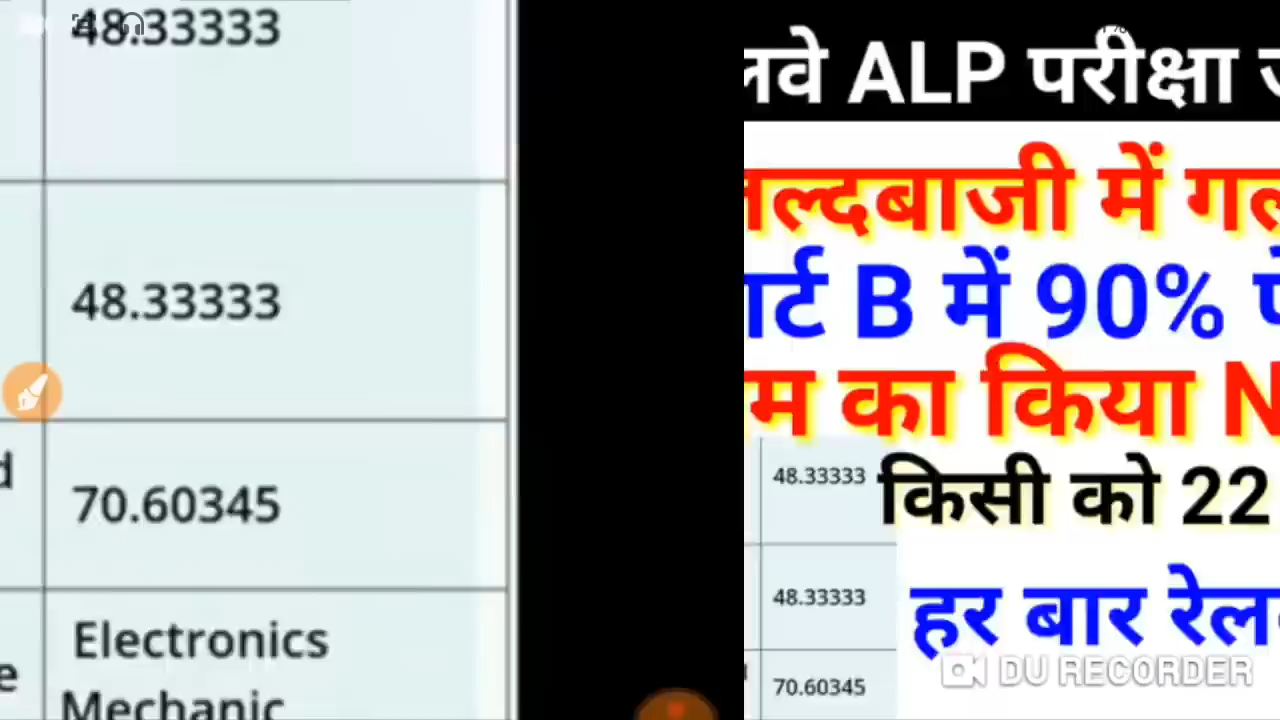 48.33333
48.33333
d
70.60345
Electronics
e
Mechanic
ALP परीक्षा
में
B में 90%
का किया
48.33333
किसी को 22
48.33333
हर बार
70.60345
DU RECORDER